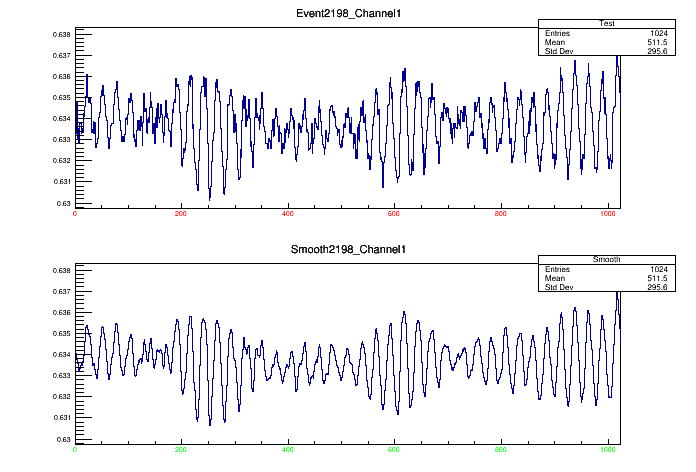 Event2198_Channel1
Test
Entries 1024
Mean 511.5
Std Dev 295.6
0.638
0.637
0.636
0.635
0.634
0.633
0.632
0.631
0.63
0 200 400 600 800 1000
Smooth2198_Channel1
Smooth
Entries 1024
Mean 511.5
Std Dev 295.6
0.638
0.637
0.636
0.635
0.634
0.633
0.632
0.631
0.63
0 200 400 600 800 1000